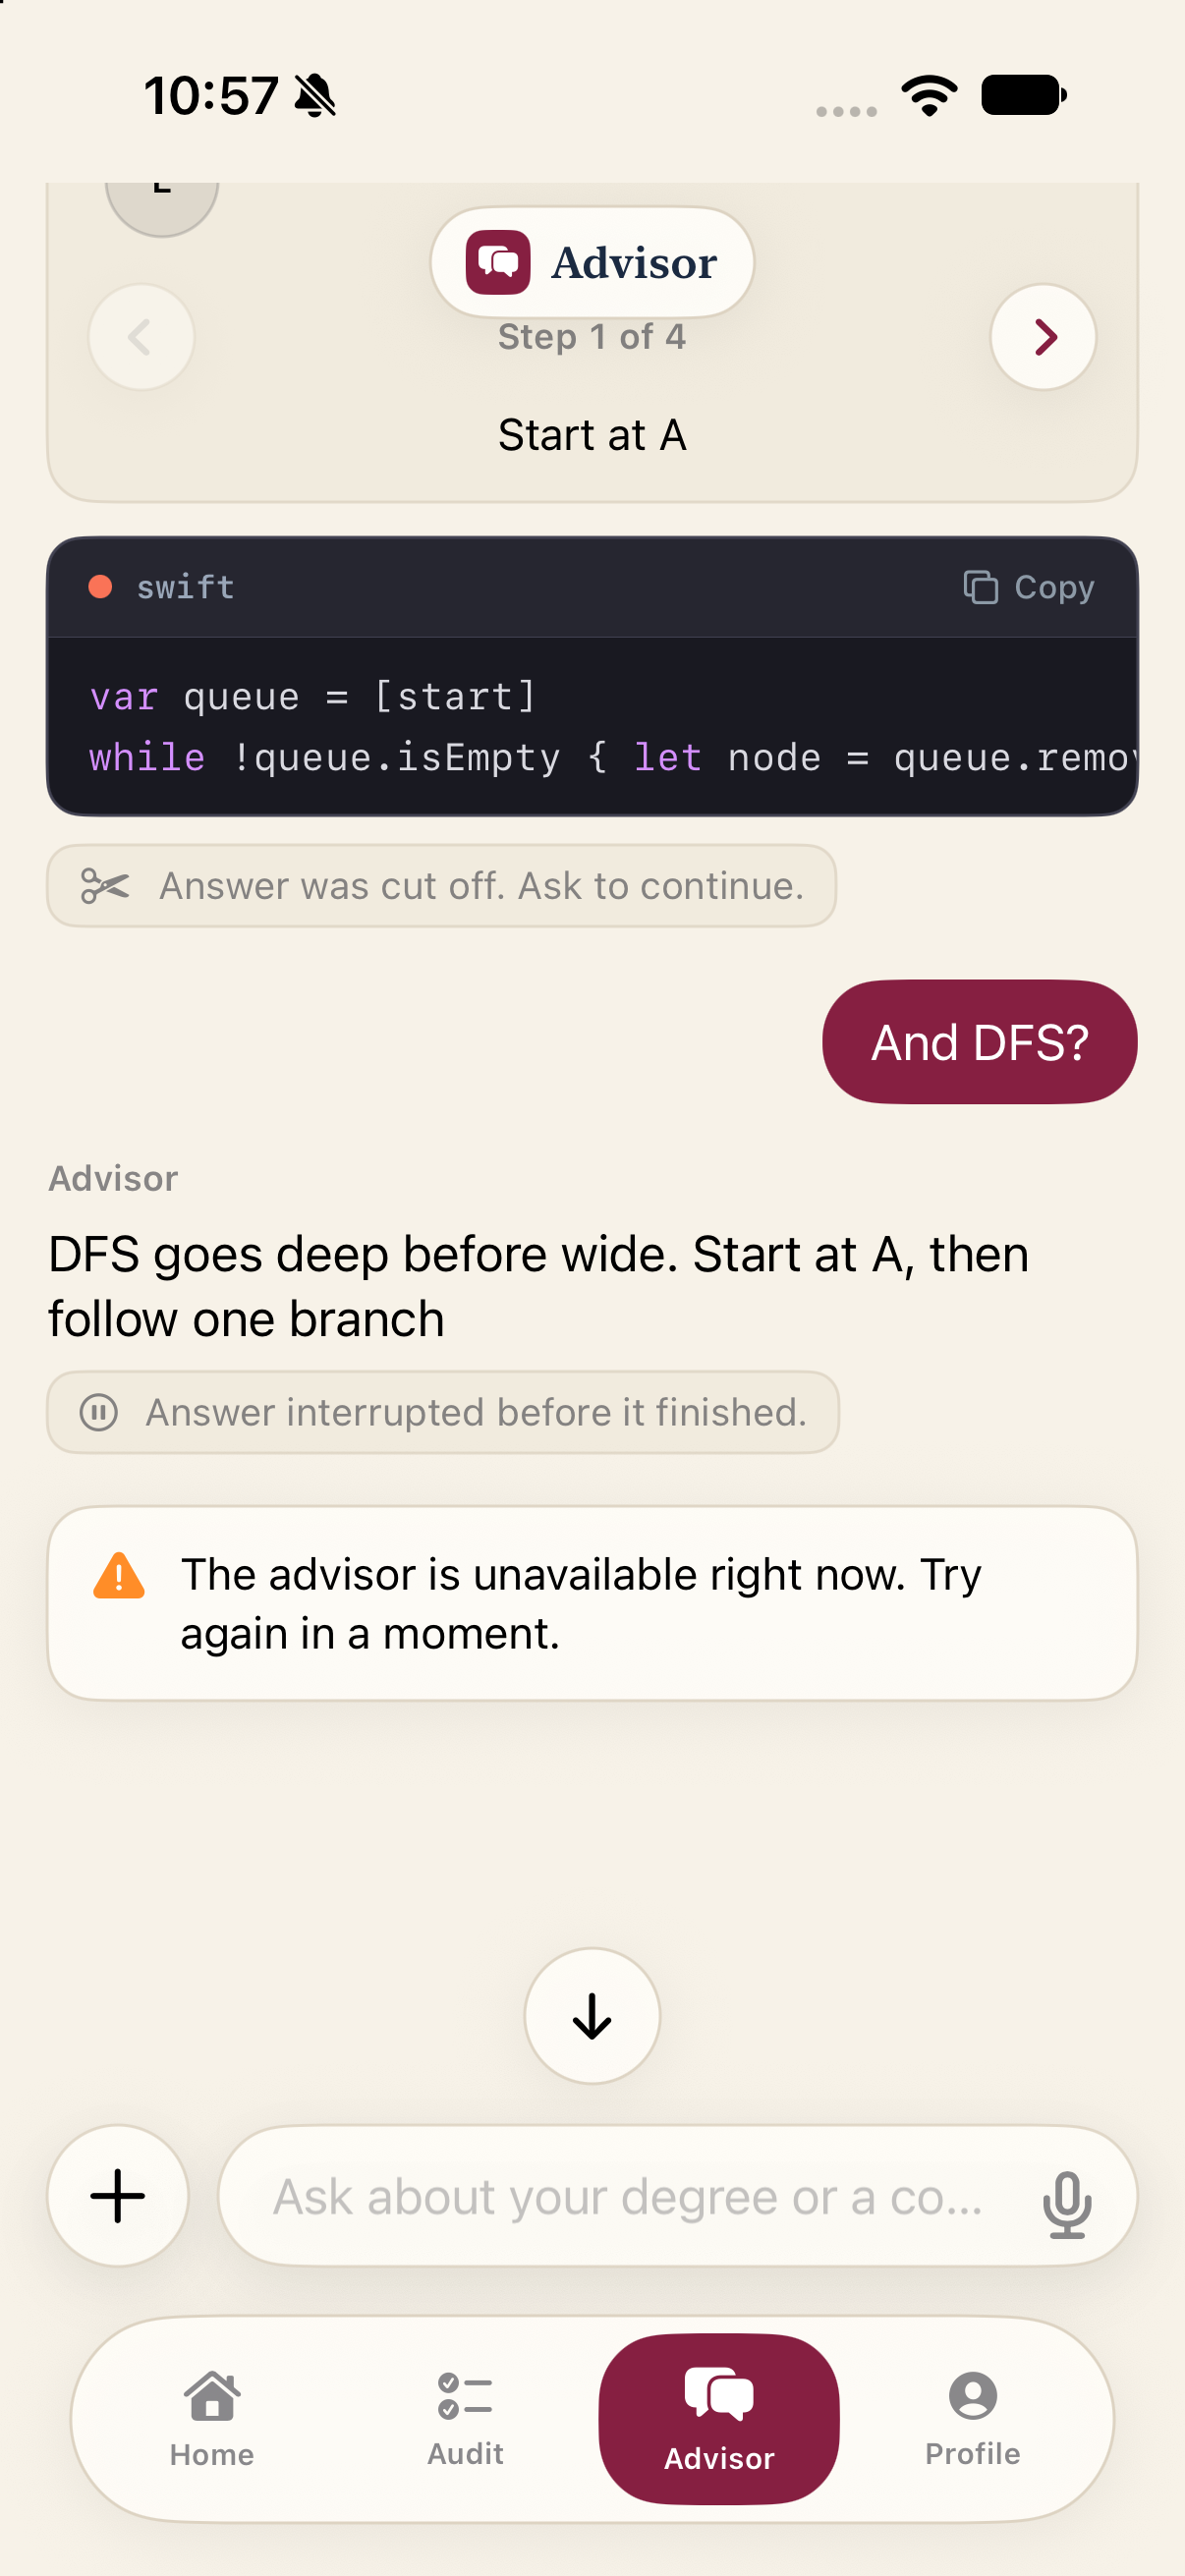 10:57
Advisor
Step 1 of 4
Start at A
swift
Copy
var queue = [start]
while !queue.isEmpty { let node = queue.remov
Answer was cut off. Ask to continue.
And DFS?
Advisor
DFS goes deep before wide. Start at A, then
follow one branch
Answer interrupted before it finished.
The advisor is unavailable right now. Try
again in a moment.
Ask about your degree or a co...
Home
Audit
Advisor
Profile